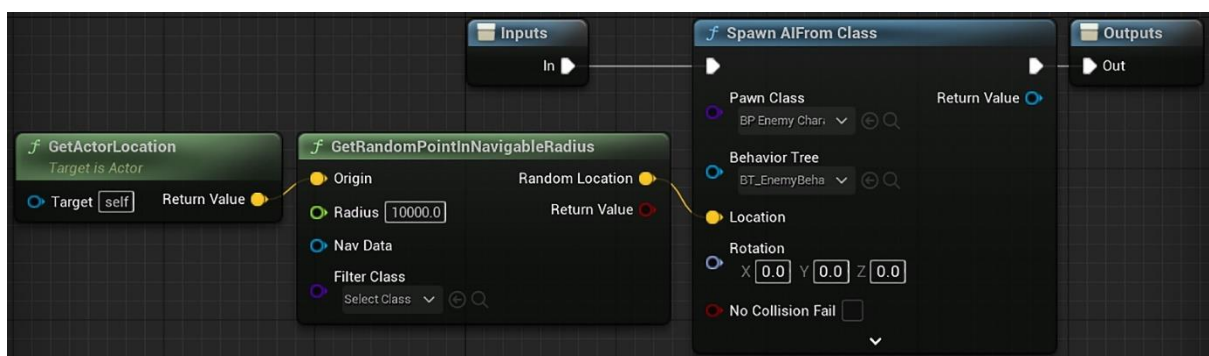 Inputs
In
f Spawn AIFrom Class
Pawn Class
BP Enemy Chara
Return Value
Behavior Tree
BT_EnemyBeha
Location
Rotation
X 0.0 Y 0.0 Z 0.0
No Collision Fail
Outputs
Out
f GetActorLocation
Target is Actor
Target self
Return Value
f GetRandomPointInNavigableRadius
Origin
Random Location
Radius 10000.0
Return Value
Nav Data
Filter Class
Select Class